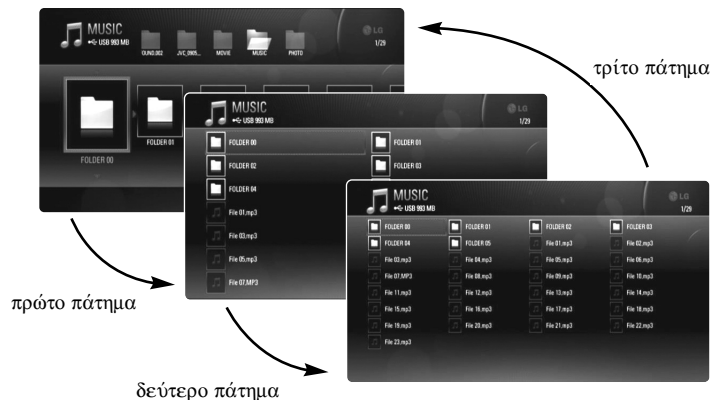 MUSIC
USB 993 MB
OUND.002 JVC_0905... MOVIE MUSIC PHOTO
LG
1/29
FOLDER 00
FOLDER 01
τρίτο πάτημα
MUSIC
USB 993 MB
LG
1/29
FOLDER 00 FOLDER 01
FOLDER 02 FOLDER 03
FOLDER 04
File 01.mp3
File 03.mp3
File 05.mp3
File 07.MP3
πρώτο πάτημα
MUSIC
USB 993 MB
LG
1/29
FOLDER 00 FOLDER 01 FOLDER 02 FOLDER 03
FOLDER 04 FOLDER 05 File 01.mp3 File 02.mp3
File 03.mp3 File 04.mp3 File 05.mp3 File 06.mp3
File 07.MP3 File 08.mp3 File 09.mp3 File 10.mp3
File 11.mp3 File 12.mp3 File 13.mp3 File 14.mp3
File 15.mp3 File 16.mp3 File 17.mp3 File 18.mp3
File 19.mp3 File 20.mp3 File 21.mp3 File 22.mp3
File 23.mp3
δεύτερο πάτημα